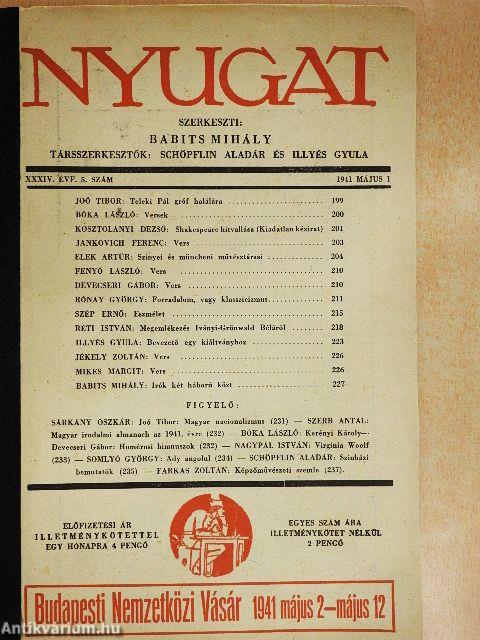 NYUGAT
SZERKESZTI:
BABITS MIHÁLY
TÁRSSZERKESZTŐK: SCHÖPFLIN ALADÁR ÉS ILLYÉS GYULA
XXXIV. ÉVF. 5. SZÁM 1941 MÁJUS 1
JOÓ TIBOR: Teleki Pál gróf halálára 199
BÓKA LÁSZLÓ: Versek 200
KOSZTOLÁNYI DEZSŐ: Shakespeare hitvallása (Kiadatlan kézirat) 201
JANKOVICH FERENC: Vers 203
ELEK ARTÚR: Szinyei és müncheni művésztársai 204
FENYŐ LÁSZLÓ: Vers 210
DEVECSERI GÁBOR: Vers 210
RÓNAY GYÖRGY: Forradalom, vagy klasszicizmus 211
SZÉP ERNŐ: Eszmélet 215
RÉTI ISTVÁN: Megemlékezés Iványi-Grünwald Béláról 218
ILLYÉS GYULA: Bevezető egy kiáltványhoz 223
JÉKELY ZOLTÁN: Vers 226
MIKES MARGIT: Vers 226
BABITS MIHÁLY: Irók két háború közt 227
FIGYELŐ:
SÁRKÁNY OSZKÁR: Joó Tibor: Magyar nacionalizmus (231) — SZERB ANTAL:
Magyar irodalmi almanach az 1941. évre (232) — BÓKA LÁSZLÓ: Kerényi Károly—
Devecseri Gábor: Homérosi himnuszok (232) — NAGYPÁL ISTVÁN: Virginia Woolf
(233) — SOMLYÓ GYÖRGY: Ady angolul (234) — SCHÖPFLIN ALADÁR: Színházi
bemutatók (235) — FARKAS ZOLTÁN: Képzőművészeti szemle (237).
ELŐFIZETÉSI ÁR
ILLETMÉNYKÖTETTEL
EGY HÓNAPRA 4 PENGŐ
EGYES SZÁM ÁRA
ILLETMÉNYKÖTET NÉLKÜL
2 PENGŐ
Budapesti Nemzetközi Vásár 1941 május 2—május 12
Antikvarium.hu